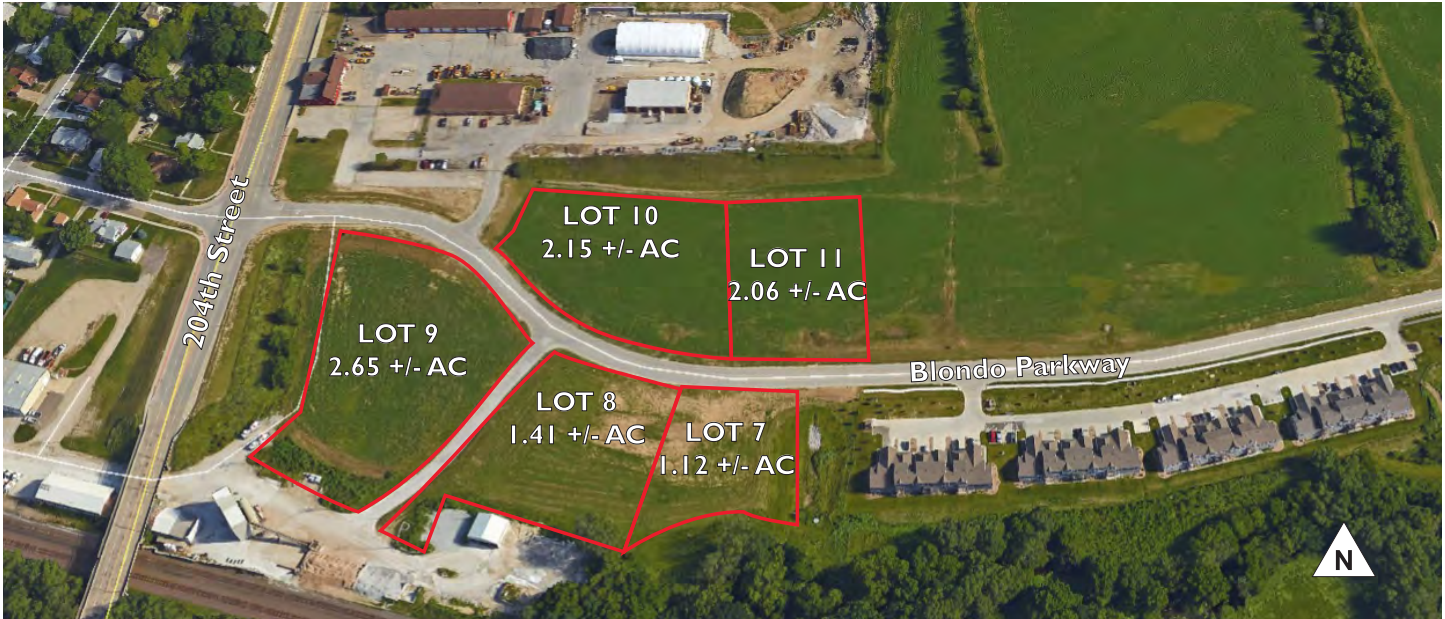 204th Street
LOT 10
2.15 +/- AC
LOT 11
2.06 +/- AC
LOT 9
2.65 +/- AC
LOT 8
1.41 +/- AC
LOT 7
1.12 +/- AC
Blondo Parkway
N